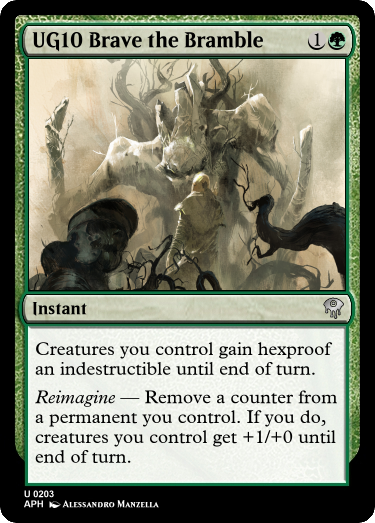 UG10 Brave the Bramble 1
Instant
Creatures you control gain hexproof
an indestructible until end of turn.
Reimagine — Remove a counter from
a permanent you control. If you do,
creatures you control get +1/+0 until
end of turn.
U 0203
APH Alessandro Manzella